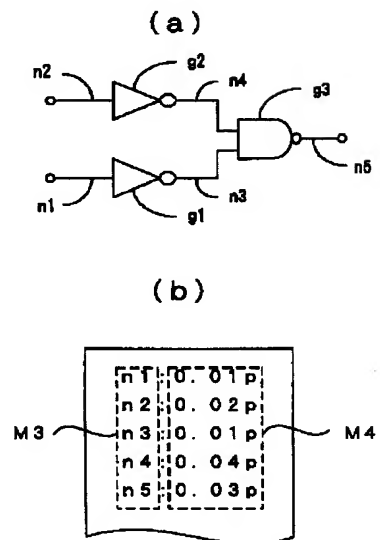 (a)
g2
n2
n4
g3
n5
n1
n3
g1
(b)
n1:0.01p
n2:0.02p
M3
n3:0.01p
M4
n4:0.04p
n5:0.03p